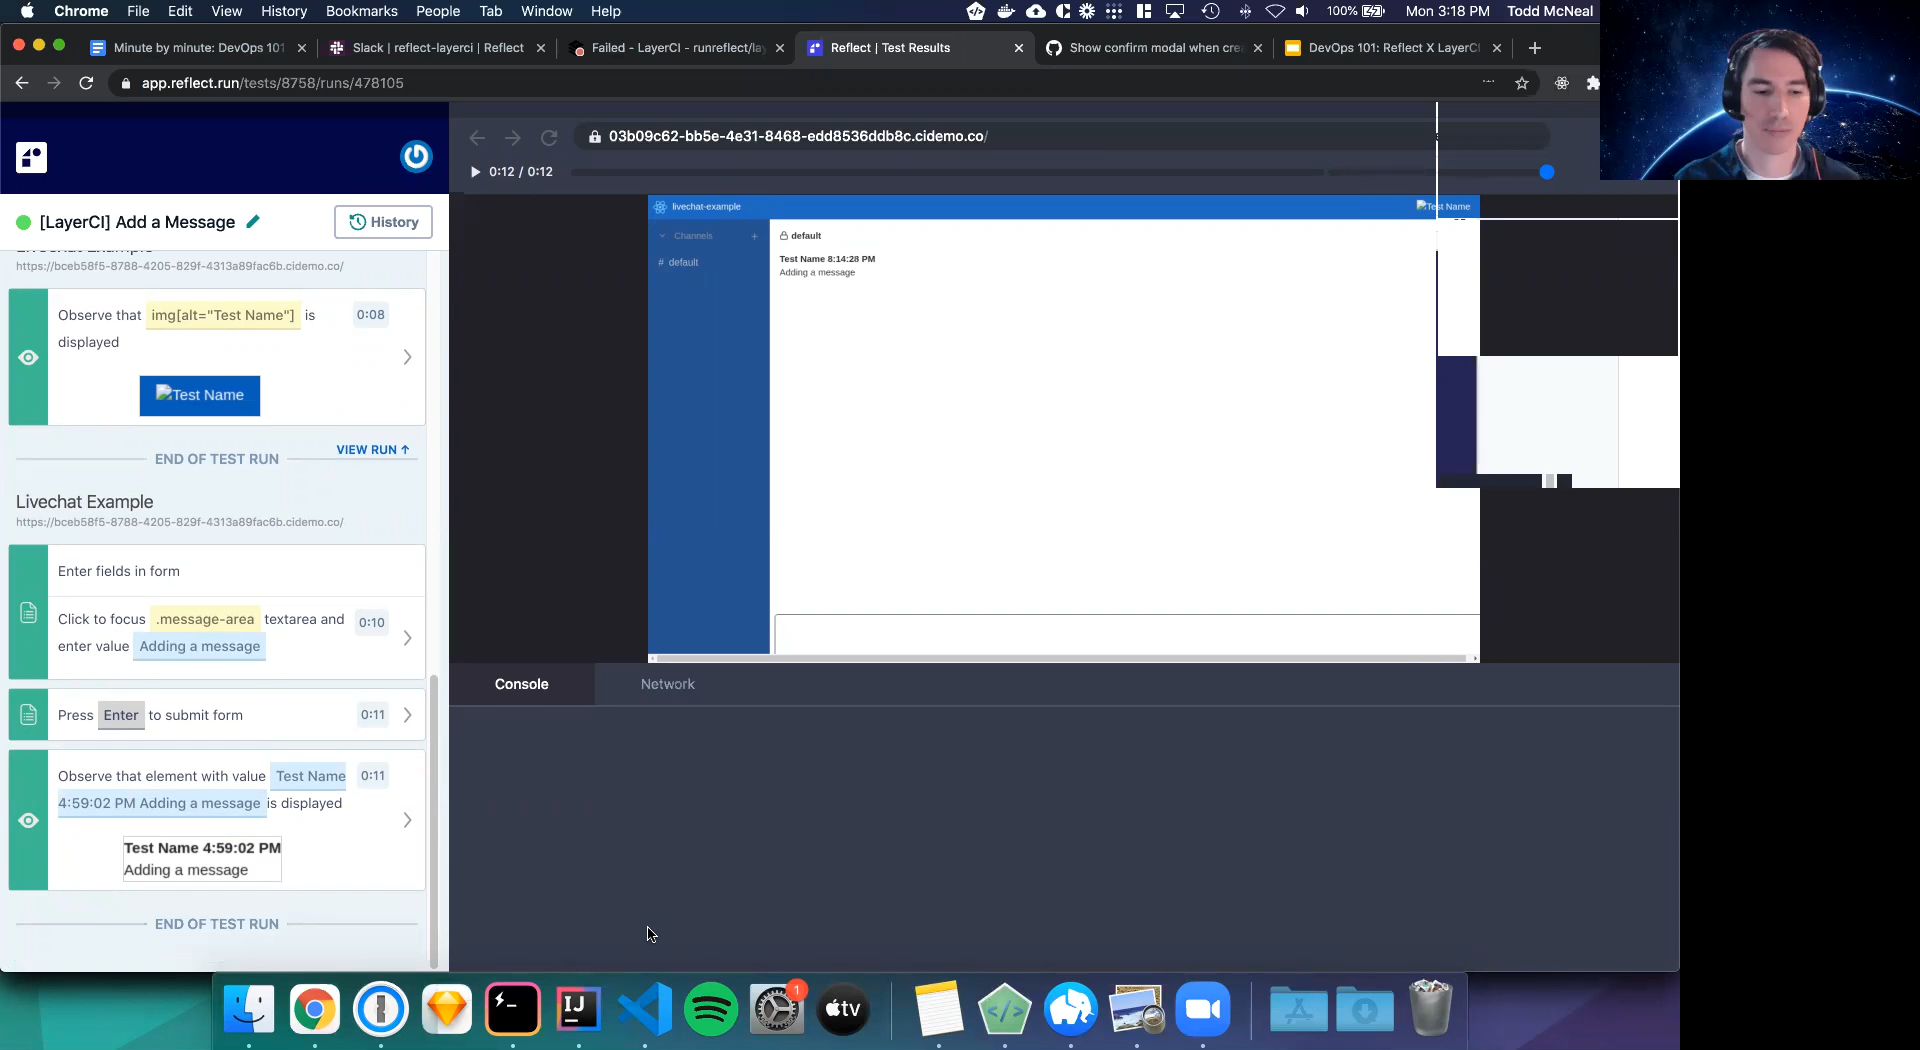 Chrome File Edit View History Bookmarks People Tab Window Help
100% Mon 3:18 PM Todd McNeal
Minute by minute: DevOps 101
Slack | reflect-layerci | Reflect
Failed - LayerCI - runreflect/lay
Reflect | Test Results
Show confirm modal when cre
DevOps 101: Reflect X LayerC
app.reflect.run/tests/8758/runs/478105
03b09c62-bb5e-4e31-8468-edd8536ddb8c.cidemo.co/
0:12 / 0:12
[LayerCI] Add a Message
History
https://bceb58f5-8788-4205-829f-4313a89fac6b.cidemo.co/
Observe that img[alt="Test Name"] is
displayed
0:08
Test Name
VIEW RUN ↑
END OF TEST RUN
Livechat Example
https://bceb58f5-8788-4205-829f-4313a89fac6b.cidemo.co/
Enter fields in form
Click to focus .message-area textarea and
enter value Adding a message
0:10
Press Enter to submit form
0:11
Observe that element with value Test Name
4:59:02 PM Adding a message is displayed
0:11
Test Name 4:59:02 PM
Adding a message
END OF TEST RUN
livechat-example
Test Name
Channels +
# default
default
Test Name 8:14:28 PM
Adding a message
Console
Network
IJ
1
tv